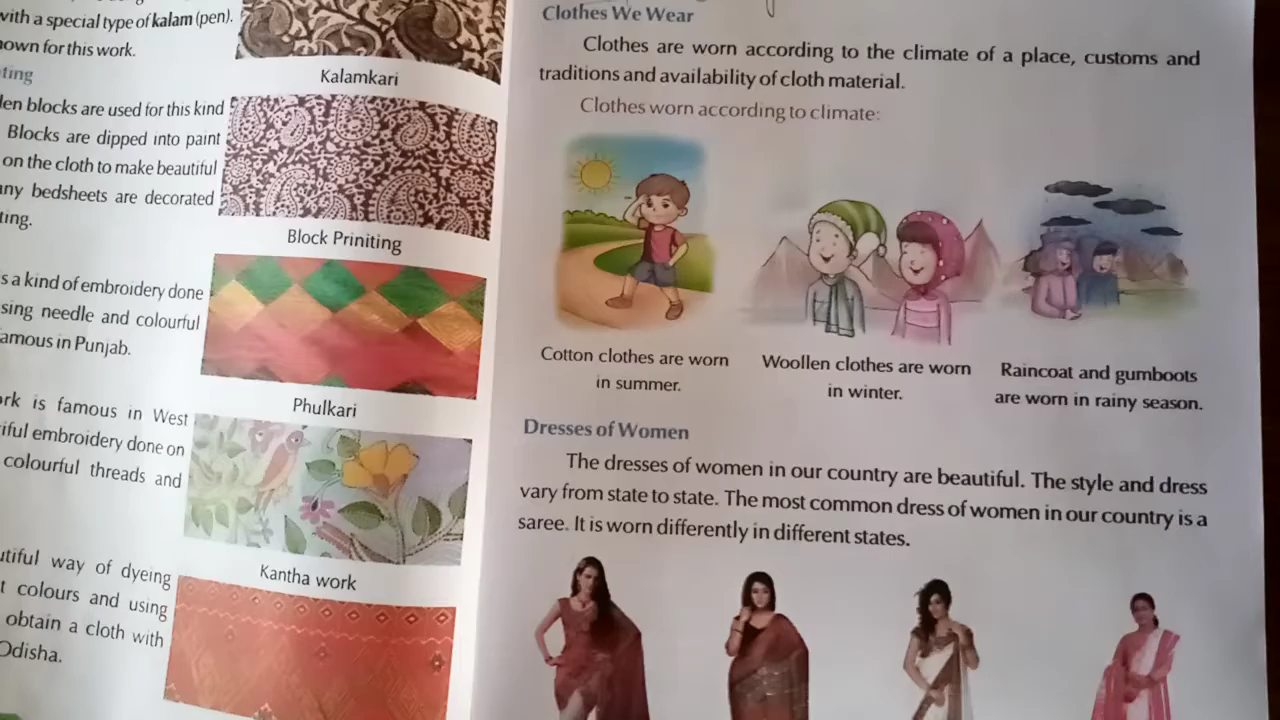 with a special type of kalam (pen).
nown for this work.
Kalamkari
ting
len blocks are used for this kind
Blocks are dipped into paint
on the cloth to make beautiful
any bedsheets are decorated
ting.
Block Priniting
s a kind of embroidery done
sing needle and colourful
amous in Punjab.
Phulkari
rk is famous in West
iful embroidery done on
colourful threads and
Kantha work
utiful way of dyeing
t colours and using
obtain a cloth with
Odisha.
Clothes We Wear
Clothes are worn according to the climate of a place, customs and
traditions and availability of cloth material.
Clothes worn according to climate:
Cotton clothes are worn
in summer.
Woollen clothes are worn
in winter.
Raincoat and gumboots
are worn in rainy season.
Dresses of Women
The dresses of women in our country are beautiful. The style and dress
vary from state to state. The most common dress of women in our country is a
saree. It is worn differently in different states.